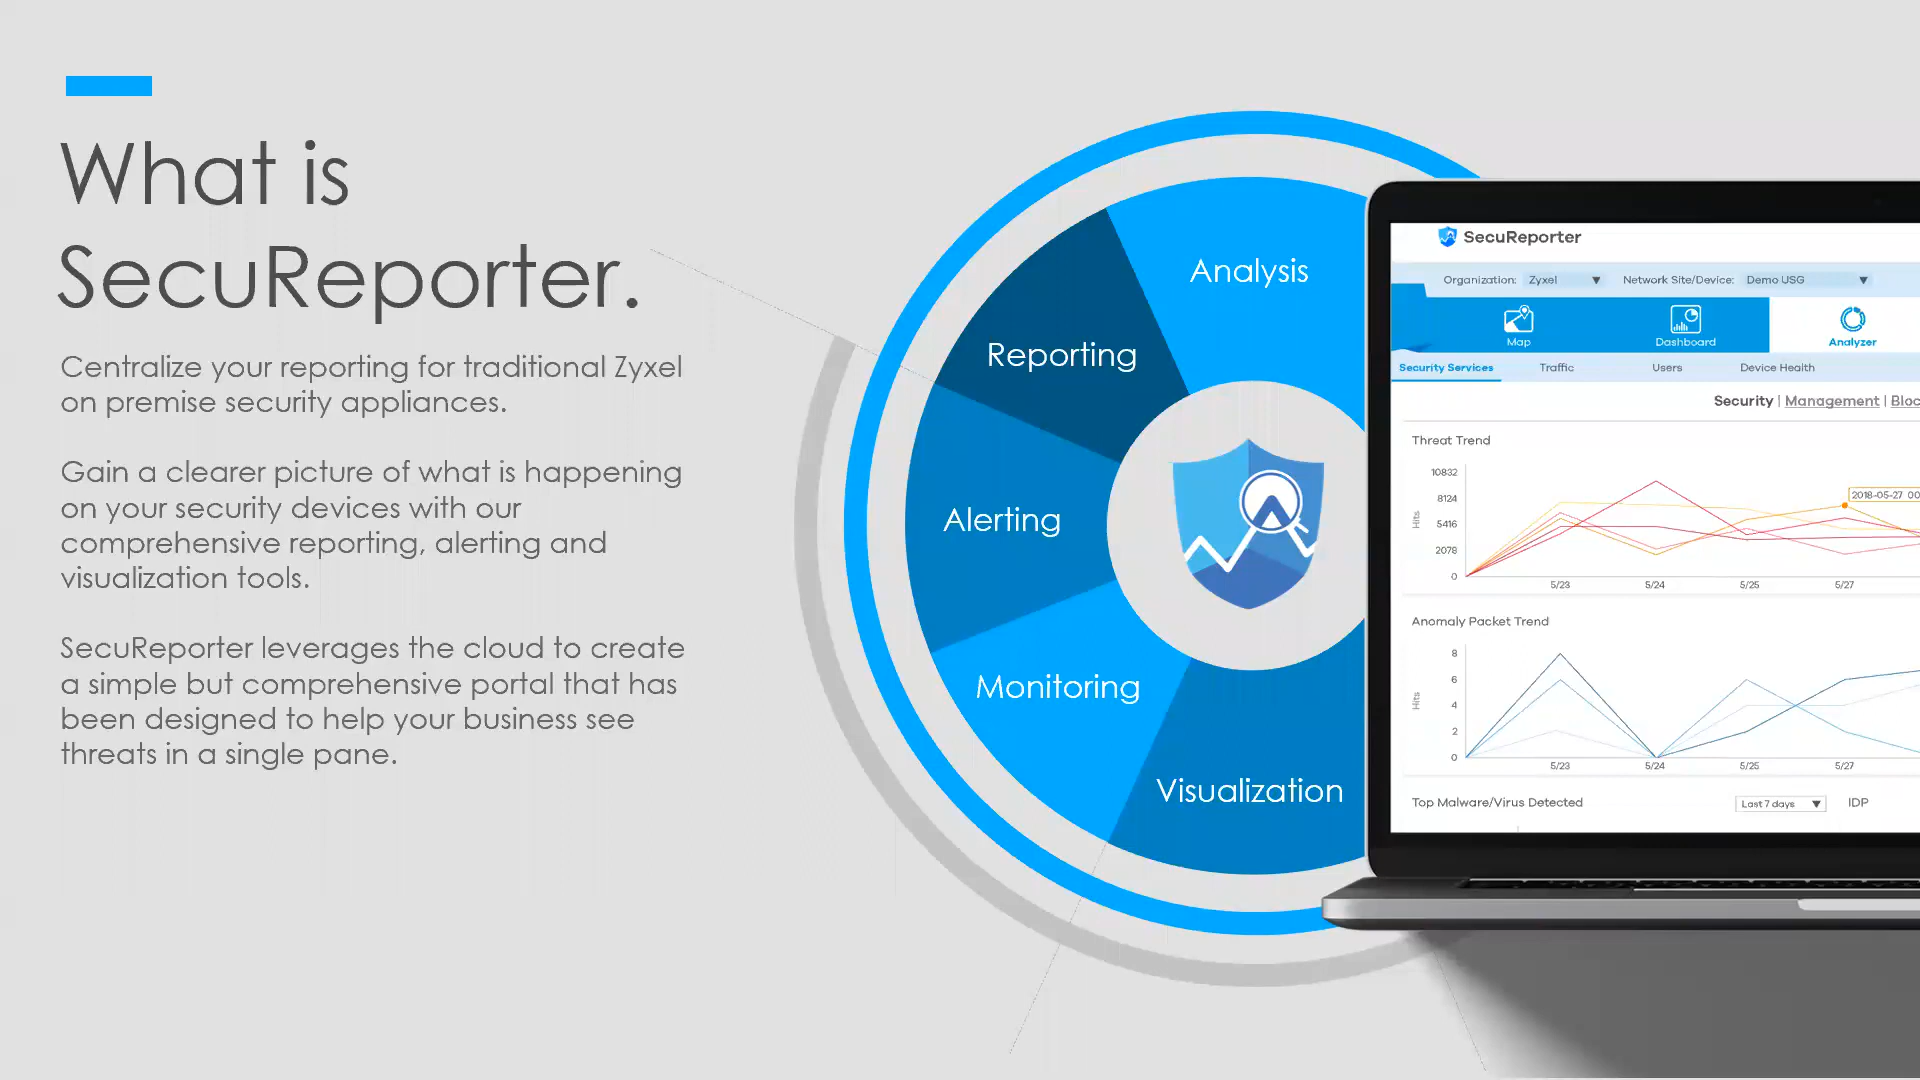 What is
SecuReporter.
Centralize your reporting for traditional Zyxel
on premise security appliances.
Gain a clearer picture of what is happening
on your security devices with our
comprehensive reporting, alerting and
visualization tools.
SecuReporter leverages the cloud to create
a simple but comprehensive portal that has
been designed to help your business see
threats in a single pane.
Analysis
Reporting
Alerting
Monitoring
Visualization
SecuReporter
Organization: Zyxel Network Site/Device: Demo USG
Map Dashboard Analyzer
Security Services Traffic Users Device Health
Security | Management | Bloc
Threat Trend
10832
8124
5416
2078
0
Hits
2018-05-27 00
5/23 5/24 5/25 5/27
Anomaly Packet Trend
8
6
4
2
0
Hits
5/23 5/24 5/25 5/27
Top Malware/Virus Detected Last 7 days IDP